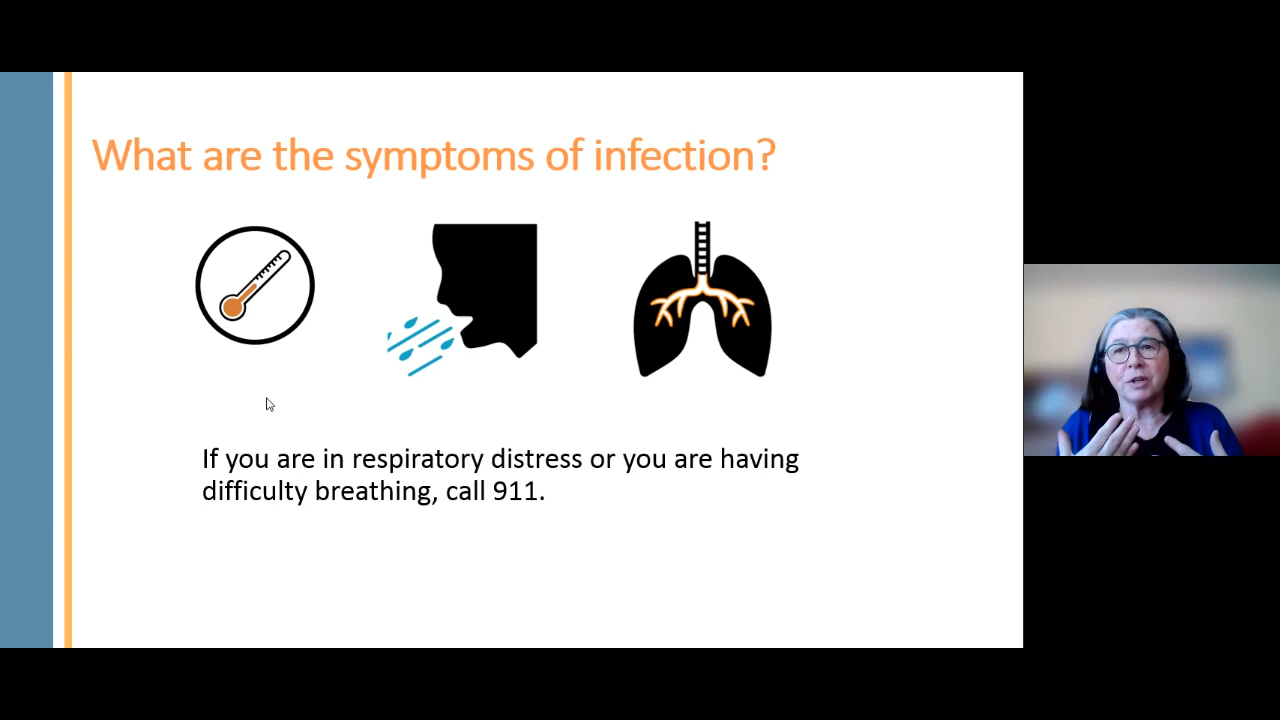 What are the symptoms of infection?
If you are in respiratory distress or you are having
difficulty breathing, call 911.